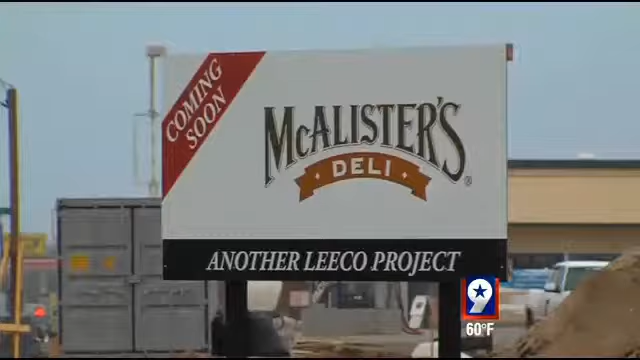 COMING
SOON
McALISTER'S
DELI
®
ANOTHER LEECO PROJECT
9
60°F